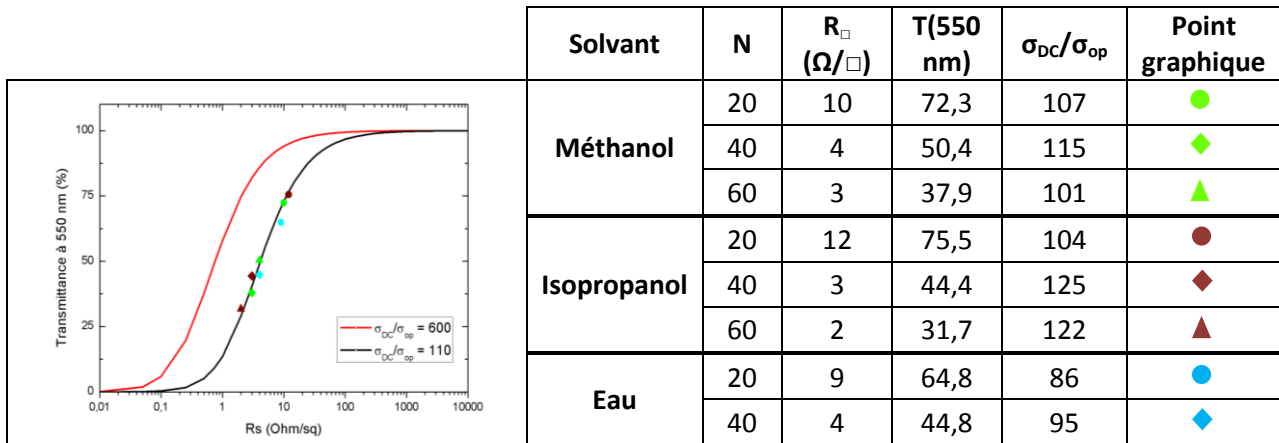 Solvant N R□ (Ω/□) T(550 nm) σDC/σop Point graphique
Méthanol
20 10 72,3 107
40 4 50,4 115
60 3 37,9 101
Isopropanol
20 12 75,5 104
40 3 44,4 125
60 2 31,7 122
Eau
20 9 64,8 86
40 4 44,8 95
Transmittance à 550 nm (%)
100
75
50
25
0
σDC/σop = 600
σDC/σop = 110
0,01 0,1 1 10 100 1000 10000
Rs (Ohm/sq)